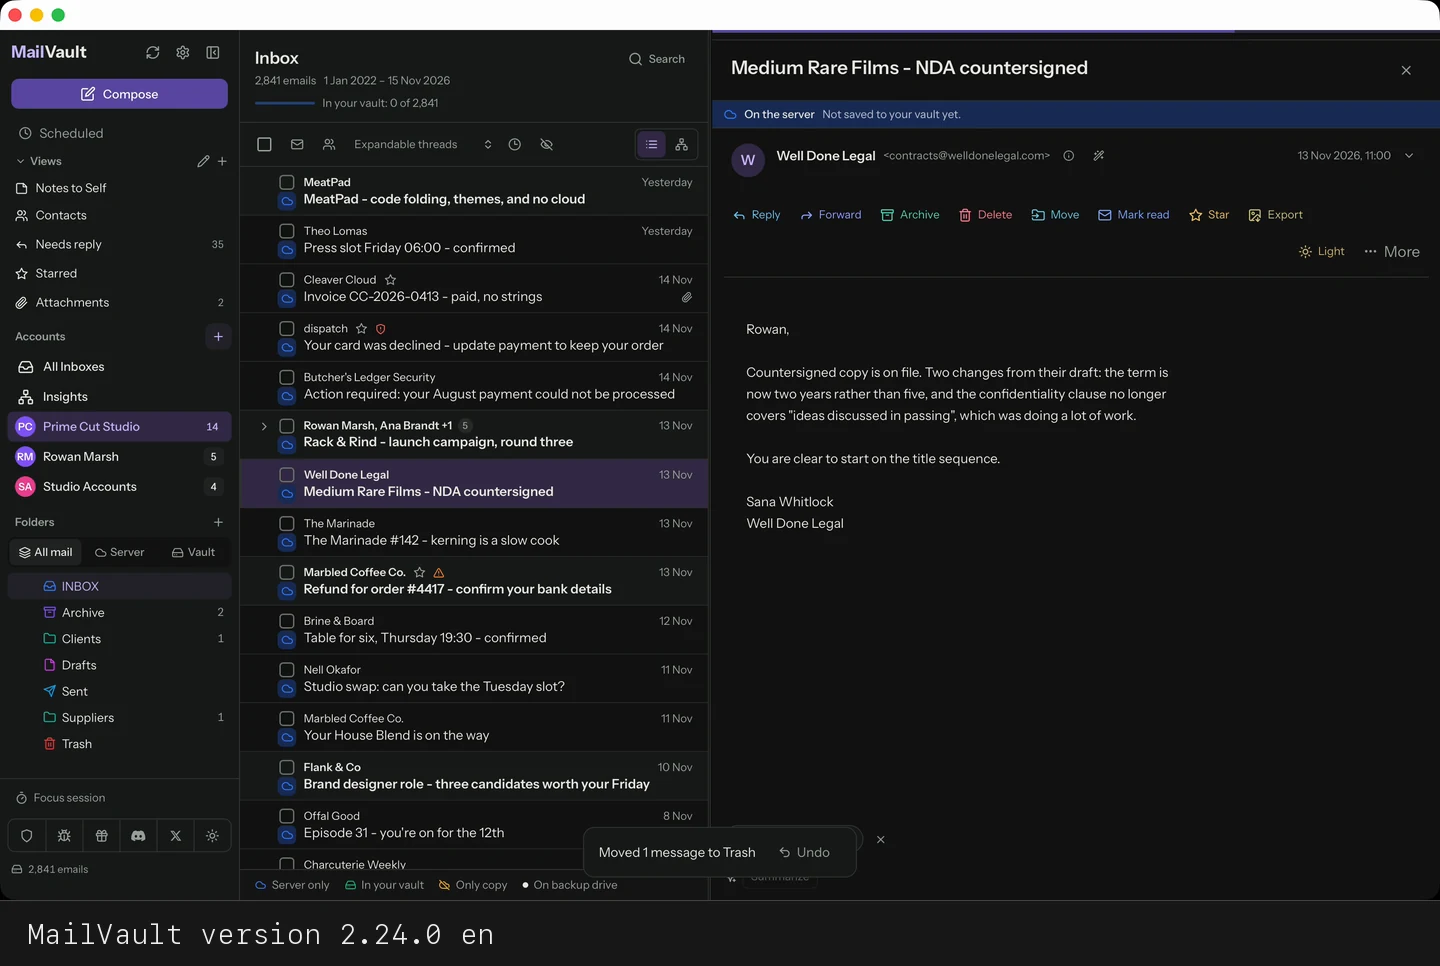 MailVault
Compose
Scheduled
Views
Notes to Self
Contacts
Needs reply 35
Starred
Attachments 2
Accounts
All Inboxes
Insights
PC Prime Cut Studio 14
RM Rowan Marsh 5
SA Studio Accounts 4
Folders
All mail Server Vault
INBOX
Archive 2
Clients 1
Drafts
Sent
Suppliers 1
Trash
Focus session
2,841 emails
Inbox
Search
2,841 emails 1 Jan 2022 – 15 Nov 2026
In your vault: 0 of 2,841
Expandable threads
MeatPad Yesterday
MeatPad - code folding, themes, and no cloud
Theo Lomas Yesterday
Press slot Friday 06:00 - confirmed
Cleaver Cloud 14 Nov
Invoice CC-2026-0413 - paid, no strings
dispatch 14 Nov
Your card was declined - update payment to keep your order
Butcher's Ledger Security 14 Nov
Action required: your August payment could not be processed
Rowan Marsh, Ana Brandt +1 5 13 Nov
Rack & Rind - launch campaign, round three
Well Done Legal 13 Nov
Medium Rare Films - NDA countersigned
The Marinade 13 Nov
The Marinade #142 - kerning is a slow cook
Marbled Coffee Co. 13 Nov
Refund for order #4417 - confirm your bank details
Brine & Board 12 Nov
Table for six, Thursday 19:30 - confirmed
Nell Okafor 11 Nov
Studio swap: can you take the Tuesday slot?
Marbled Coffee Co. 11 Nov
Your House Blend is on the way
Flank & Co 10 Nov
Brand designer role - three candidates worth your Friday
Offal Good 8 Nov
Episode 31 - you're on for the 12th
Charcuterie Weekly
Server only In your vault Only copy On backup drive
Medium Rare Films - NDA countersigned
On the server Not saved to your vault yet.
W Well Done Legal <contracts@welldonelegal.com> 13 Nov 2026, 11:00
Reply Forward Archive Delete Move Mark read Star Export
Light More
Rowan,
Countersigned copy is on file. Two changes from their draft: the term is
now two years rather than five, and the confidentiality clause no longer
covers "ideas discussed in passing", which was doing a lot of work.
You are clear to start on the title sequence.
Sana Whitlock
Well Done Legal
Moved 1 message to Trash Undo
Summarize
MailVault version 2.24.0 en